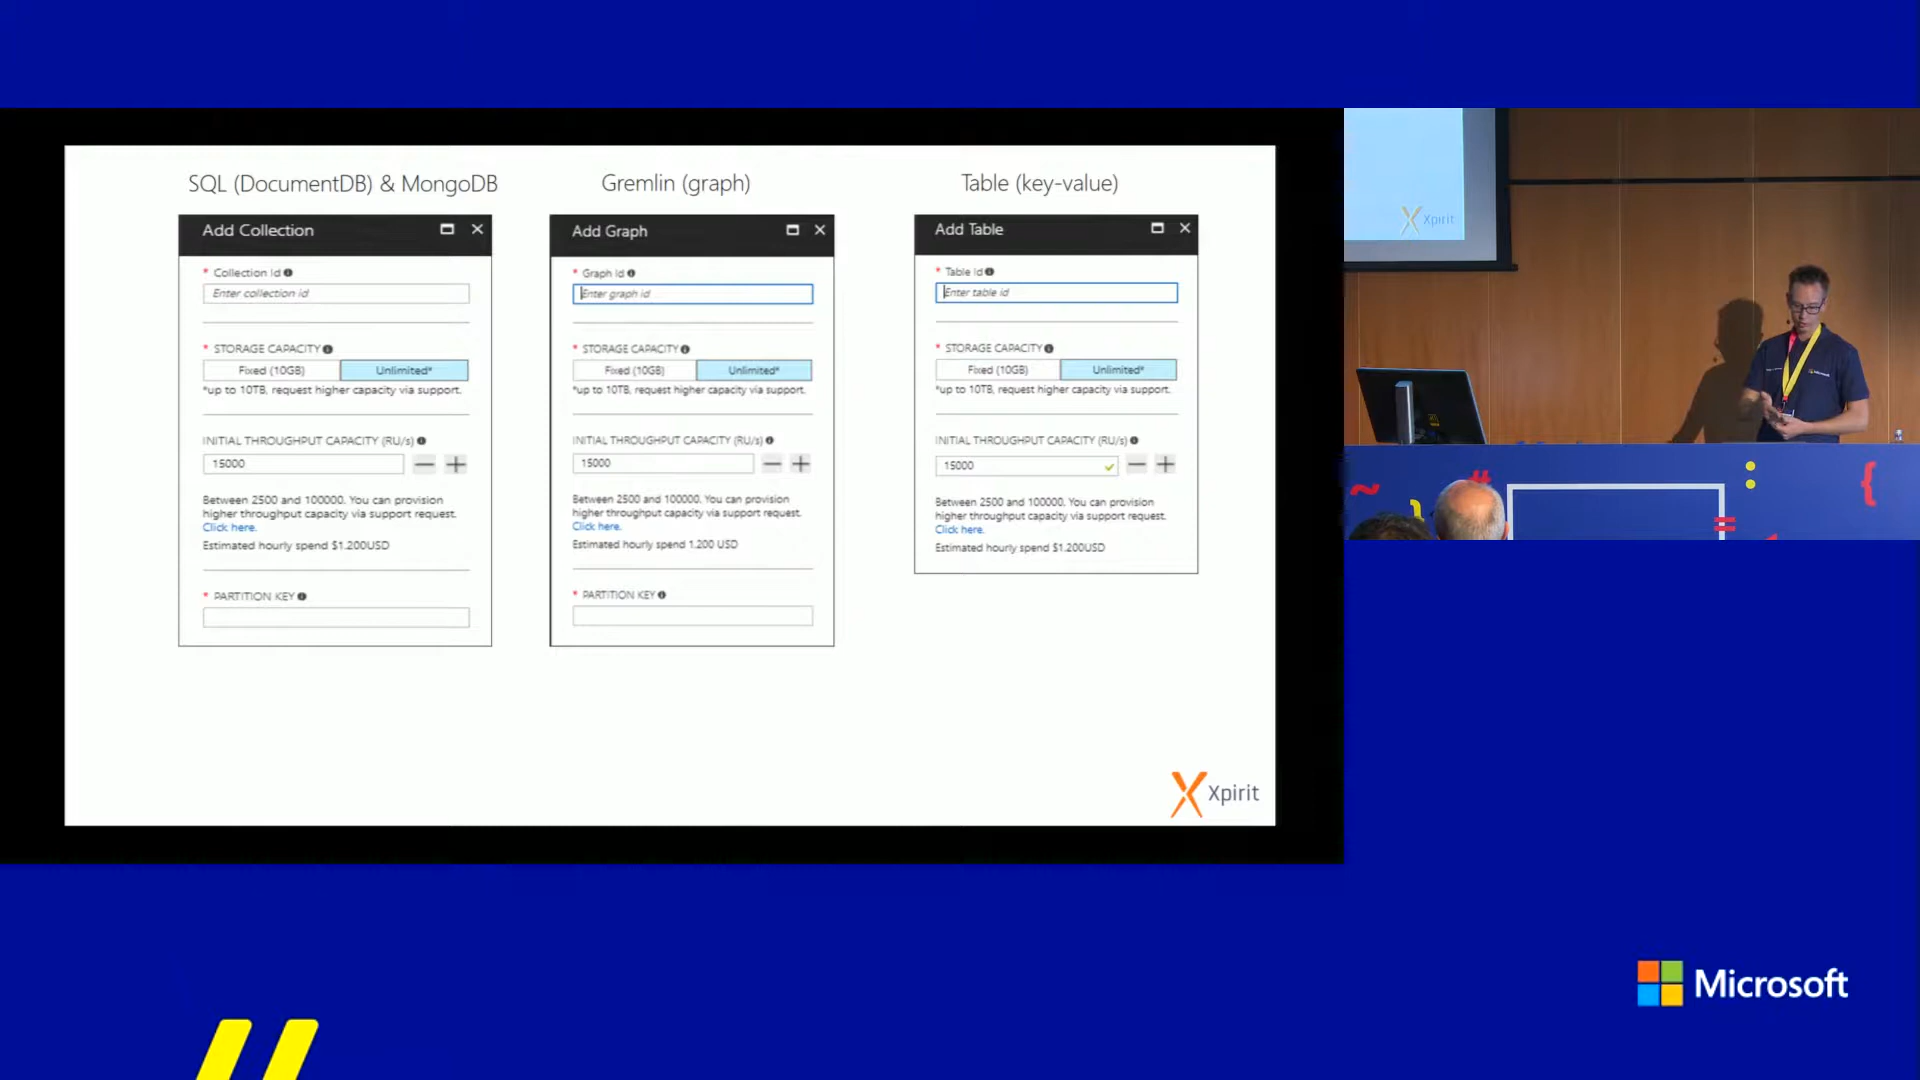 SQL (DocumentDB) & MongoDB
Add Collection
* Collection Id
Enter collection id
* STORAGE CAPACITY
Fixed (10GB) Unlimited*
*up to 10TB, request higher capacity via support.
INITIAL THROUGHPUT CAPACITY (RU/s)
15000
Between 2500 and 100000. You can provision
higher throughput capacity via support request.
Click here.
Estimated hourly spend $1.200USD
* PARTITION KEY
Gremlin (graph)
Add Graph
* Graph Id
Enter graph id
* STORAGE CAPACITY
Fixed (10GB) Unlimited*
*up to 10TB, request higher capacity via support.
INITIAL THROUGHPUT CAPACITY (RU/s)
15000
Between 2500 and 100000. You can provision
higher throughput capacity via support request.
Click here.
Estimated hourly spend 1.200 USD
* PARTITION KEY
Table (key-value)
Add Table
* Table Id
Enter table id
* STORAGE CAPACITY
Fixed (10GB) Unlimited*
*up to 10TB, request higher capacity via support.
INITIAL THROUGHPUT CAPACITY (RU/s)
15000
Between 2500 and 100000. You can provision
higher throughput capacity via support request.
Click here.
Estimated hourly spend $1.200USD
Xpirit
Xpirit
Microsoft